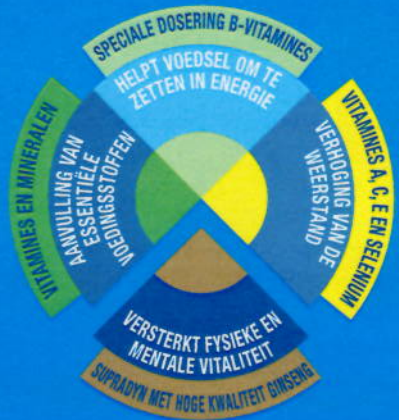 SPECIALE DOSERING B-VITAMINES
HELPT VOEDSEL OM TE
ZETTEN IN ENERGIE
VITAMINES EN MINERALEN
AANVOLLING VAN
ESSENTIËLE
VOEDINGSSTOFFEN
VERHOGING VAN DE
WEERSTAND
VITAMINES A, C, E EN SELENIUM
VERSTERKT FYSIEKE EN
MENTALE VITALITEIT
SUPRADYN MET HOGE KWALITEIT GINSENG